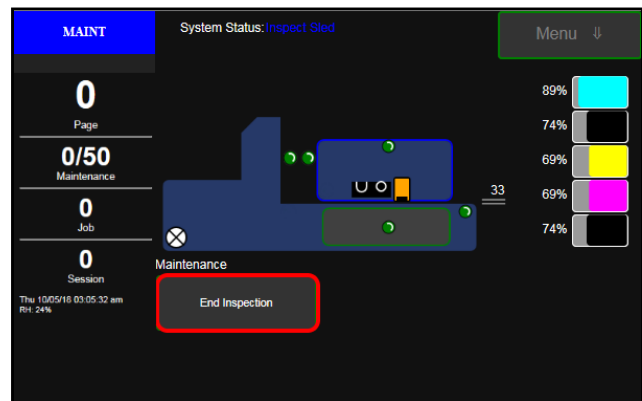 MAINT
System Status: Inspect Sled
Menu ⇓
0
Page
0/50
Maintenance
0
Job
0
Session
Thu 10/05/16 03:05:32 am
RH: 24%
33
89%
74%
69%
69%
74%
Maintenance
End Inspection